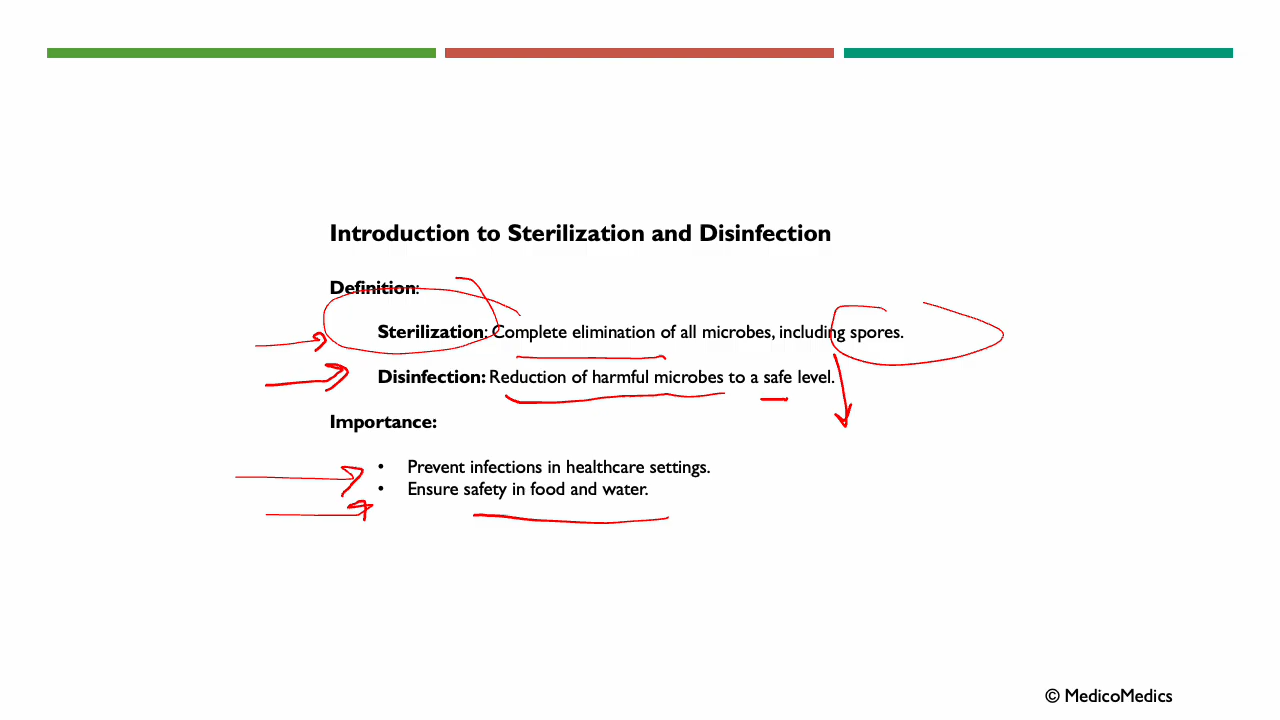 Introduction to Sterilization and Disinfection
Definition:
Sterilization: Complete elimination of all microbes, including spores.
Disinfection: Reduction of harmful microbes to a safe level.
Importance:
• Prevent infections in healthcare settings.
• Ensure safety in food and water.
© MedicoMedics